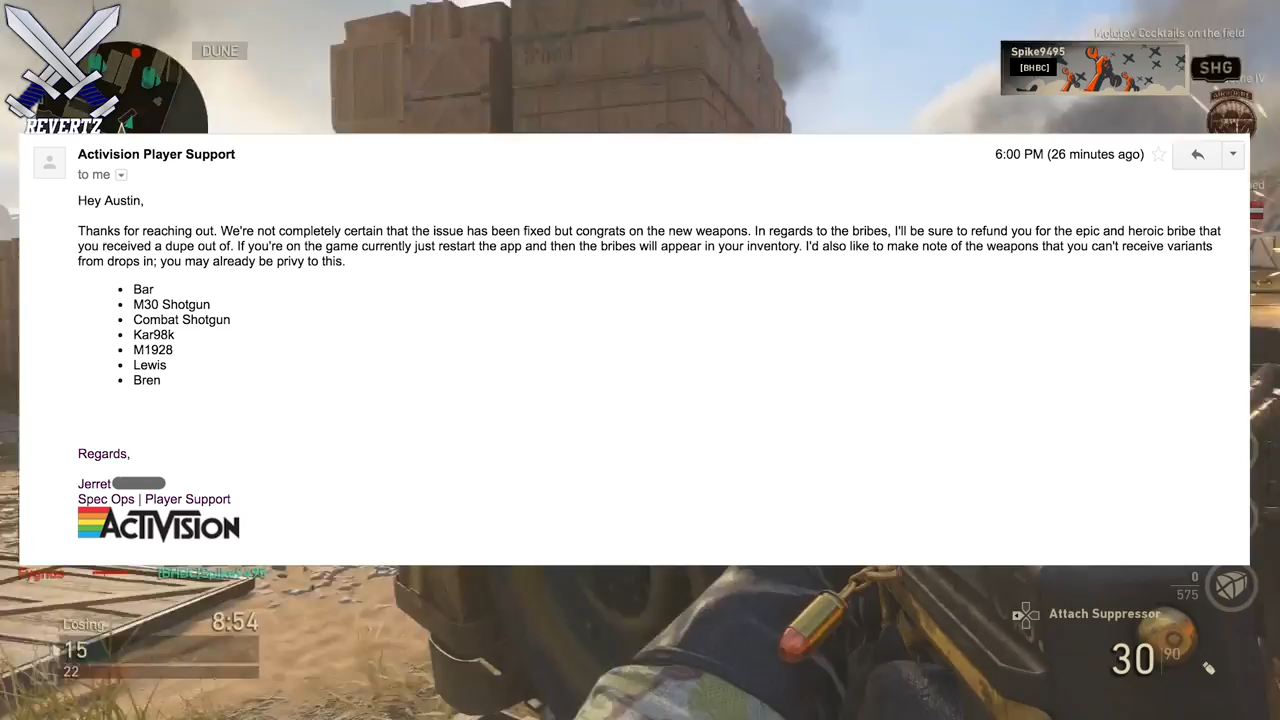 DUNE
Molotov Cocktails on the field
Spike9495
[BHBC]
SHG
AIRBORNE
REVERTZ
Activision Player Support
6:00 PM (26 minutes ago)
to me
Hey Austin,
Thanks for reaching out. We're not completely certain that the issue has been fixed but congrats on the new weapons. In regards to the bribes, I'll be sure to refund you for the epic and heroic bribe that
you received a dupe out of. If you're on the game currently just restart the app and then the bribes will appear in your inventory. I'd also like to make note of the weapons that you can't receive variants
from drops in; you may already be privy to this.
• Bar
• M30 Shotgun
• Combat Shotgun
• Kar98k
• M1928
• Lewis
• Bren
Regards,
Jerret
Spec Ops | Player Support
ACTIVISION
[BHBC]Spike9495
0
575
Losing
8:54
Attach Suppressor
15
22
30 90